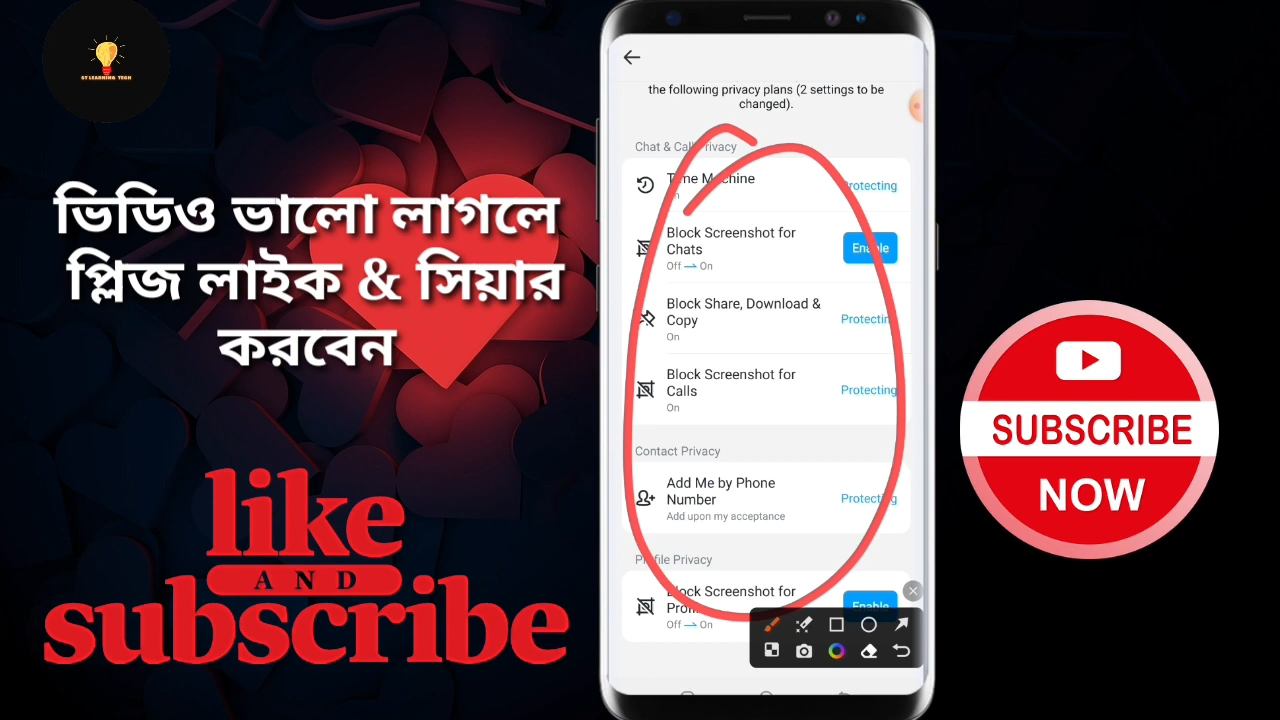 GT LEARNING TECH
ভিডিও ভালো লাগলে
প্লিজ লাইক & সিয়ার
করবেন
like
AND
subscribe
the following privacy plans (2 settings to be
changed).
Chat & Call Privacy
Time Machine
On
Protecting
Block Screenshot for
Chats
Off → On
Enable
Block Share, Download &
Copy
On
Protecting
Block Screenshot for
Calls
On
Protecting
Contact Privacy
Add Me by Phone
Number
Add upon my acceptance
Protecting
Profile Privacy
Block Screenshot for
Off → On
Enable
SUBSCRIBE
NOW